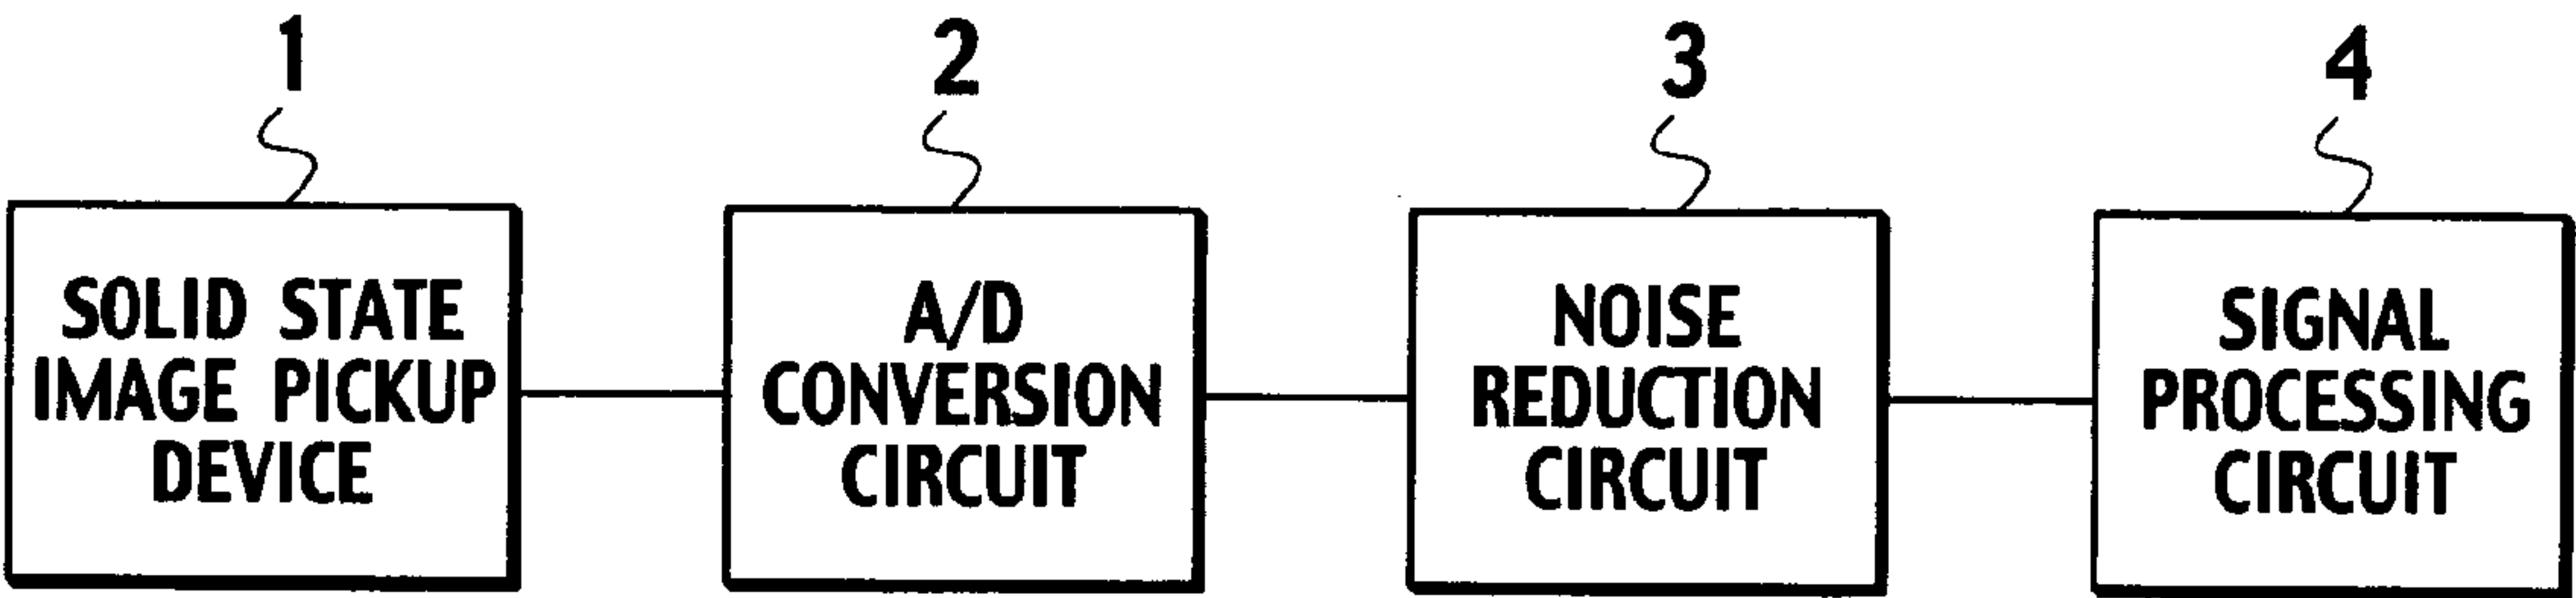 1
2
3
4
SOLID STATE
IMAGE PICKUP
DEVICE
A/D
CONVERSION
CIRCUIT
NOISE
REDUCTION
CIRCUIT
SIGNAL
PROCESSING
CIRCUIT